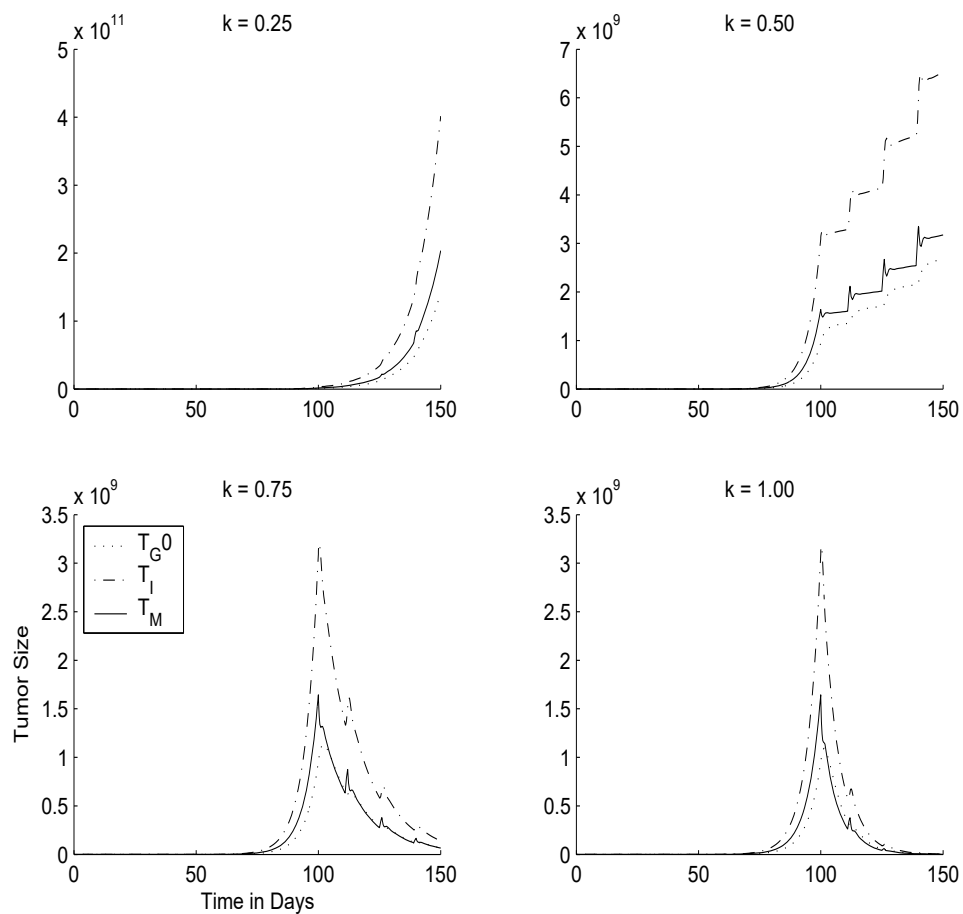 x 10^11
k = 0.25
5
4
3
2
1
0
0 50 100 150
x 10^9
k = 0.50
7
6
5
4
3
2
1
0
0 50 100 150
x 10^9
k = 0.75
3.5
3
2.5
2
1.5
1
0.5
0
T_G0
T_I
T_M
Tumor Size
0 50 100 150
Time in Days
x 10^9
k = 1.00
3.5
3
2.5
2
1.5
1
0.5
0
0 50 100 150